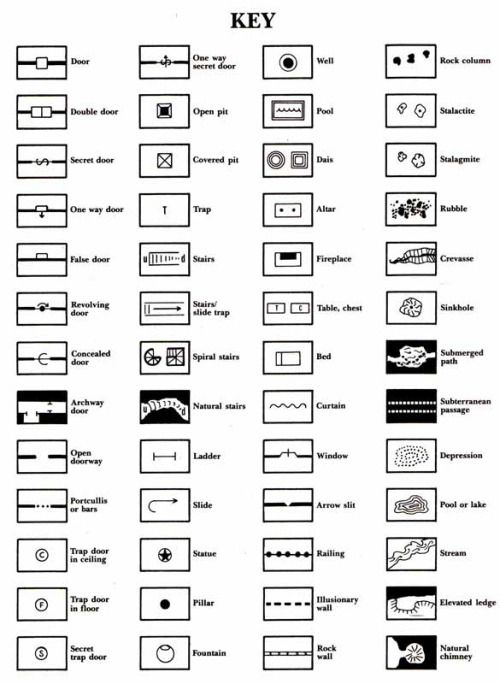 KEY
Door
Double door
Secret door
One way door
False door
Revolving
door
Concealed
door
Archway
door
Open
doorway
Portcullis
or bars
C
Trap door
in ceiling
F
Trap door
in floor
S
Secret
trap door
One way
secret door
Open pit
Covered pit
T
Trap
u d
Stairs
Stairs/
slide trap
Spiral stairs
u d
Natural stairs
Ladder
Slide
Statue
Pillar
Fountain
Well
Pool
Dais
Altar
Fireplace
T C
Table, chest
Bed
Curtain
Window
Arrow slit
Railing
Illusionary
wall
Rock
wall
Rock column
Stalactite
Stalagmite
Rubble
Crevasse
Sinkhole
Submerged
path
Subterranean
passage
Depression
Pool or lake
Stream
Elevated ledge
Natural
chimney